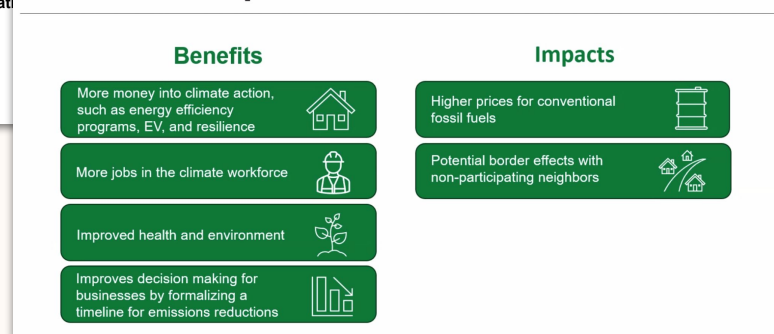 Benefits
More money into climate action,
such as energy efficiency
programs, EV, and resilience
More jobs in the climate workforce
Improved health and environment
Improves decision making for
businesses by formalizing a
timeline for emissions reductions
Impacts
Higher prices for conventional
fossil fuels
Potential border effects with
non-participating neighbors